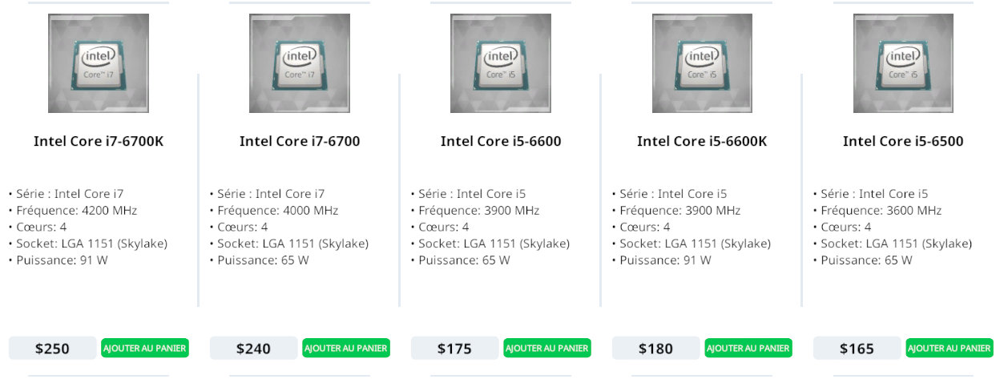 intel
Core™ i7
intel
Core™ i7
intel
Core™ i5
intel
Core™ i5
intel
Core™ i5
Intel Core i7-6700K
Intel Core i7-6700
Intel Core i5-6600
Intel Core i5-6600K
Intel Core i5-6500
• Série : Intel Core i7
• Fréquence: 4200 MHz
• Cœurs: 4
• Socket: LGA 1151 (Skylake)
• Puissance: 91 W
• Série : Intel Core i7
• Fréquence: 4000 MHz
• Cœurs: 4
• Socket: LGA 1151 (Skylake)
• Puissance: 65 W
• Série : Intel Core i5
• Fréquence: 3900 MHz
• Cœurs: 4
• Socket: LGA 1151 (Skylake)
• Puissance: 65 W
• Série : Intel Core i5
• Fréquence: 3900 MHz
• Cœurs: 4
• Socket: LGA 1151 (Skylake)
• Puissance: 91 W
• Série : Intel Core i5
• Fréquence: 3600 MHz
• Cœurs: 4
• Socket: LGA 1151 (Skylake)
• Puissance: 65 W
$250 AJOUTER AU PANIER
$240 AJOUTER AU PANIER
$175 AJOUTER AU PANIER
$180 AJOUTER AU PANIER
$165 AJOUTER AU PANIER